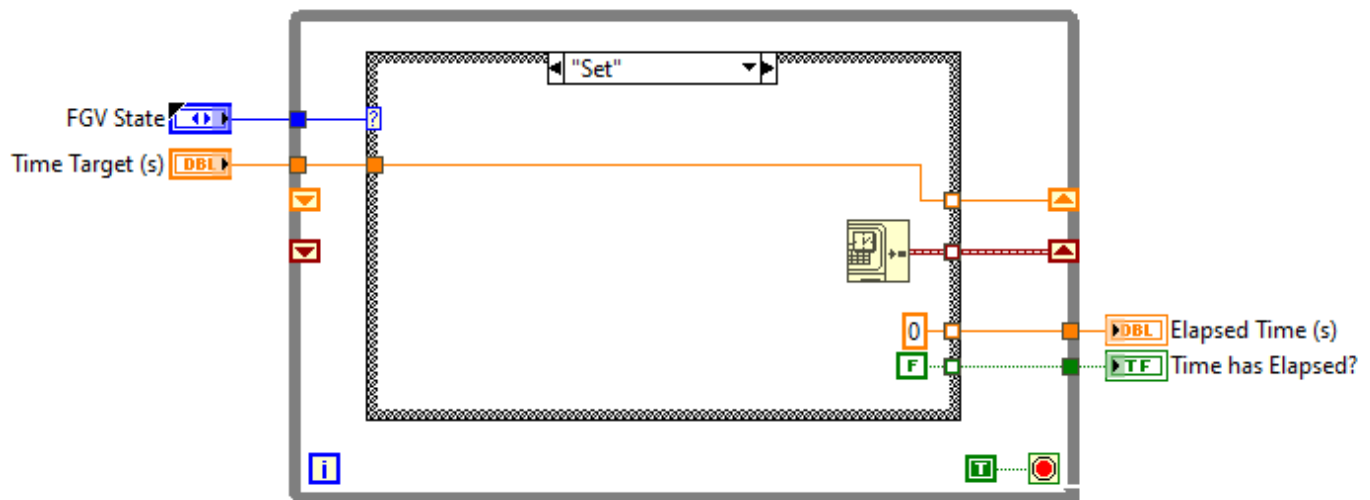 "Set"
FGV State
?
Time Target (s)
DBL
0
DBL
Elapsed Time (s)
F
TF
Time has Elapsed?
i
T